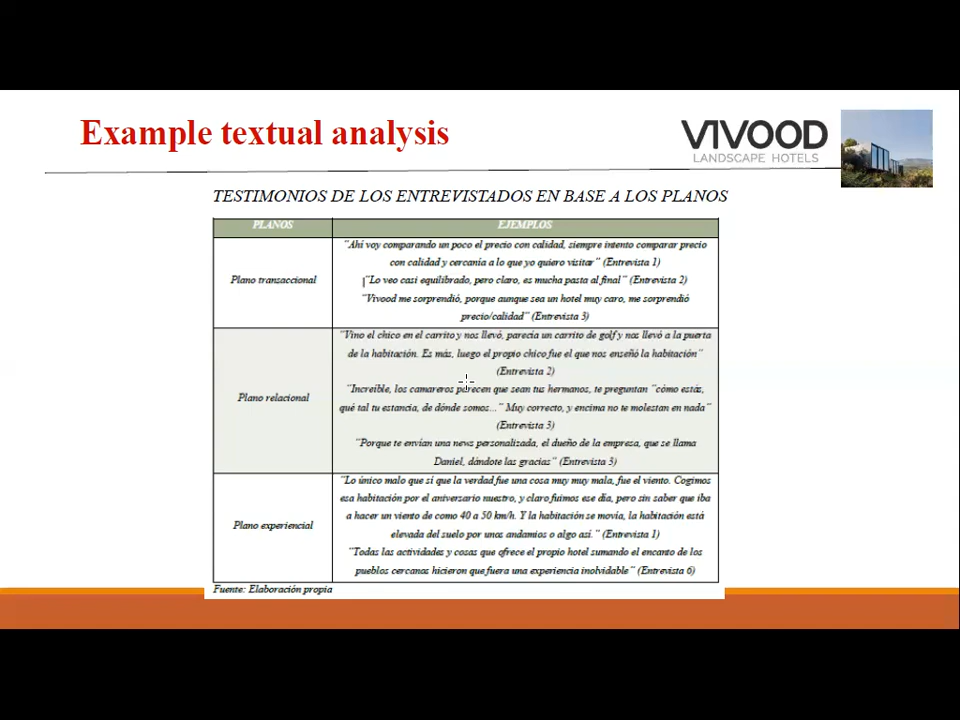 Example textual analysis
VIVOOD
LANDSCAPE HOTELS
TESTIMONIOS DE LOS ENTREVISTADOS EN BASE A LOS PLANOS
PLANOS
EJEMPLOS
Plano transaccional
"Ahí voy comparando un poco el precio con calidad, siempre intento comparar precio
con calidad y cercanía a lo que yo quiero visitar" (Entrevista 1)
"Lo veo casi equilibrado, pero claro, es mucha pasta al final" (Entrevista 2)
"Vivood me sorprendió, porque aunque sea un hotel muy caro, me sorprendió
precio/calidad" (Entrevista 3)
Plano relacional
"Vino el chico en el carrito y nos llevó, parecía un carrito de golf y nos llevó a la puerta
de la habitación. Es más, luego el propio chico fue el que nos enseñó la habitación"
(Entrevista 2)
"Increíble, los camareros parecen que sean tus hermanos, te preguntan "cómo estás,
qué tal tu estancia, de dónde somos..." Muy correcto, y encima no te molestan en nada"
(Entrevista 3)
"Porque te envían una news personalizada, el dueño de la empresa, que se llama
Daniel, dándote las gracias" (Entrevista 3)
Plano experiencial
"Lo único malo que sí que la verdad fue una cosa muy muy mala, fue el viento. Cogimos
esa habitación por el aniversario nuestro, y claro fuimos ese día, pero sin saber que iba
a hacer un viento de como 40 a 50 km/h. Y la habitación se movía, la habitación está
elevada del suelo por unos andamios o algo así." (Entrevista 1)
"Todas las actividades y cosas que ofrece el propio hotel sumando el encanto de los
pueblos cercanos hicieron que fuera una experiencia inolvidable" (Entrevista 6)
Fuente: Elaboración propia